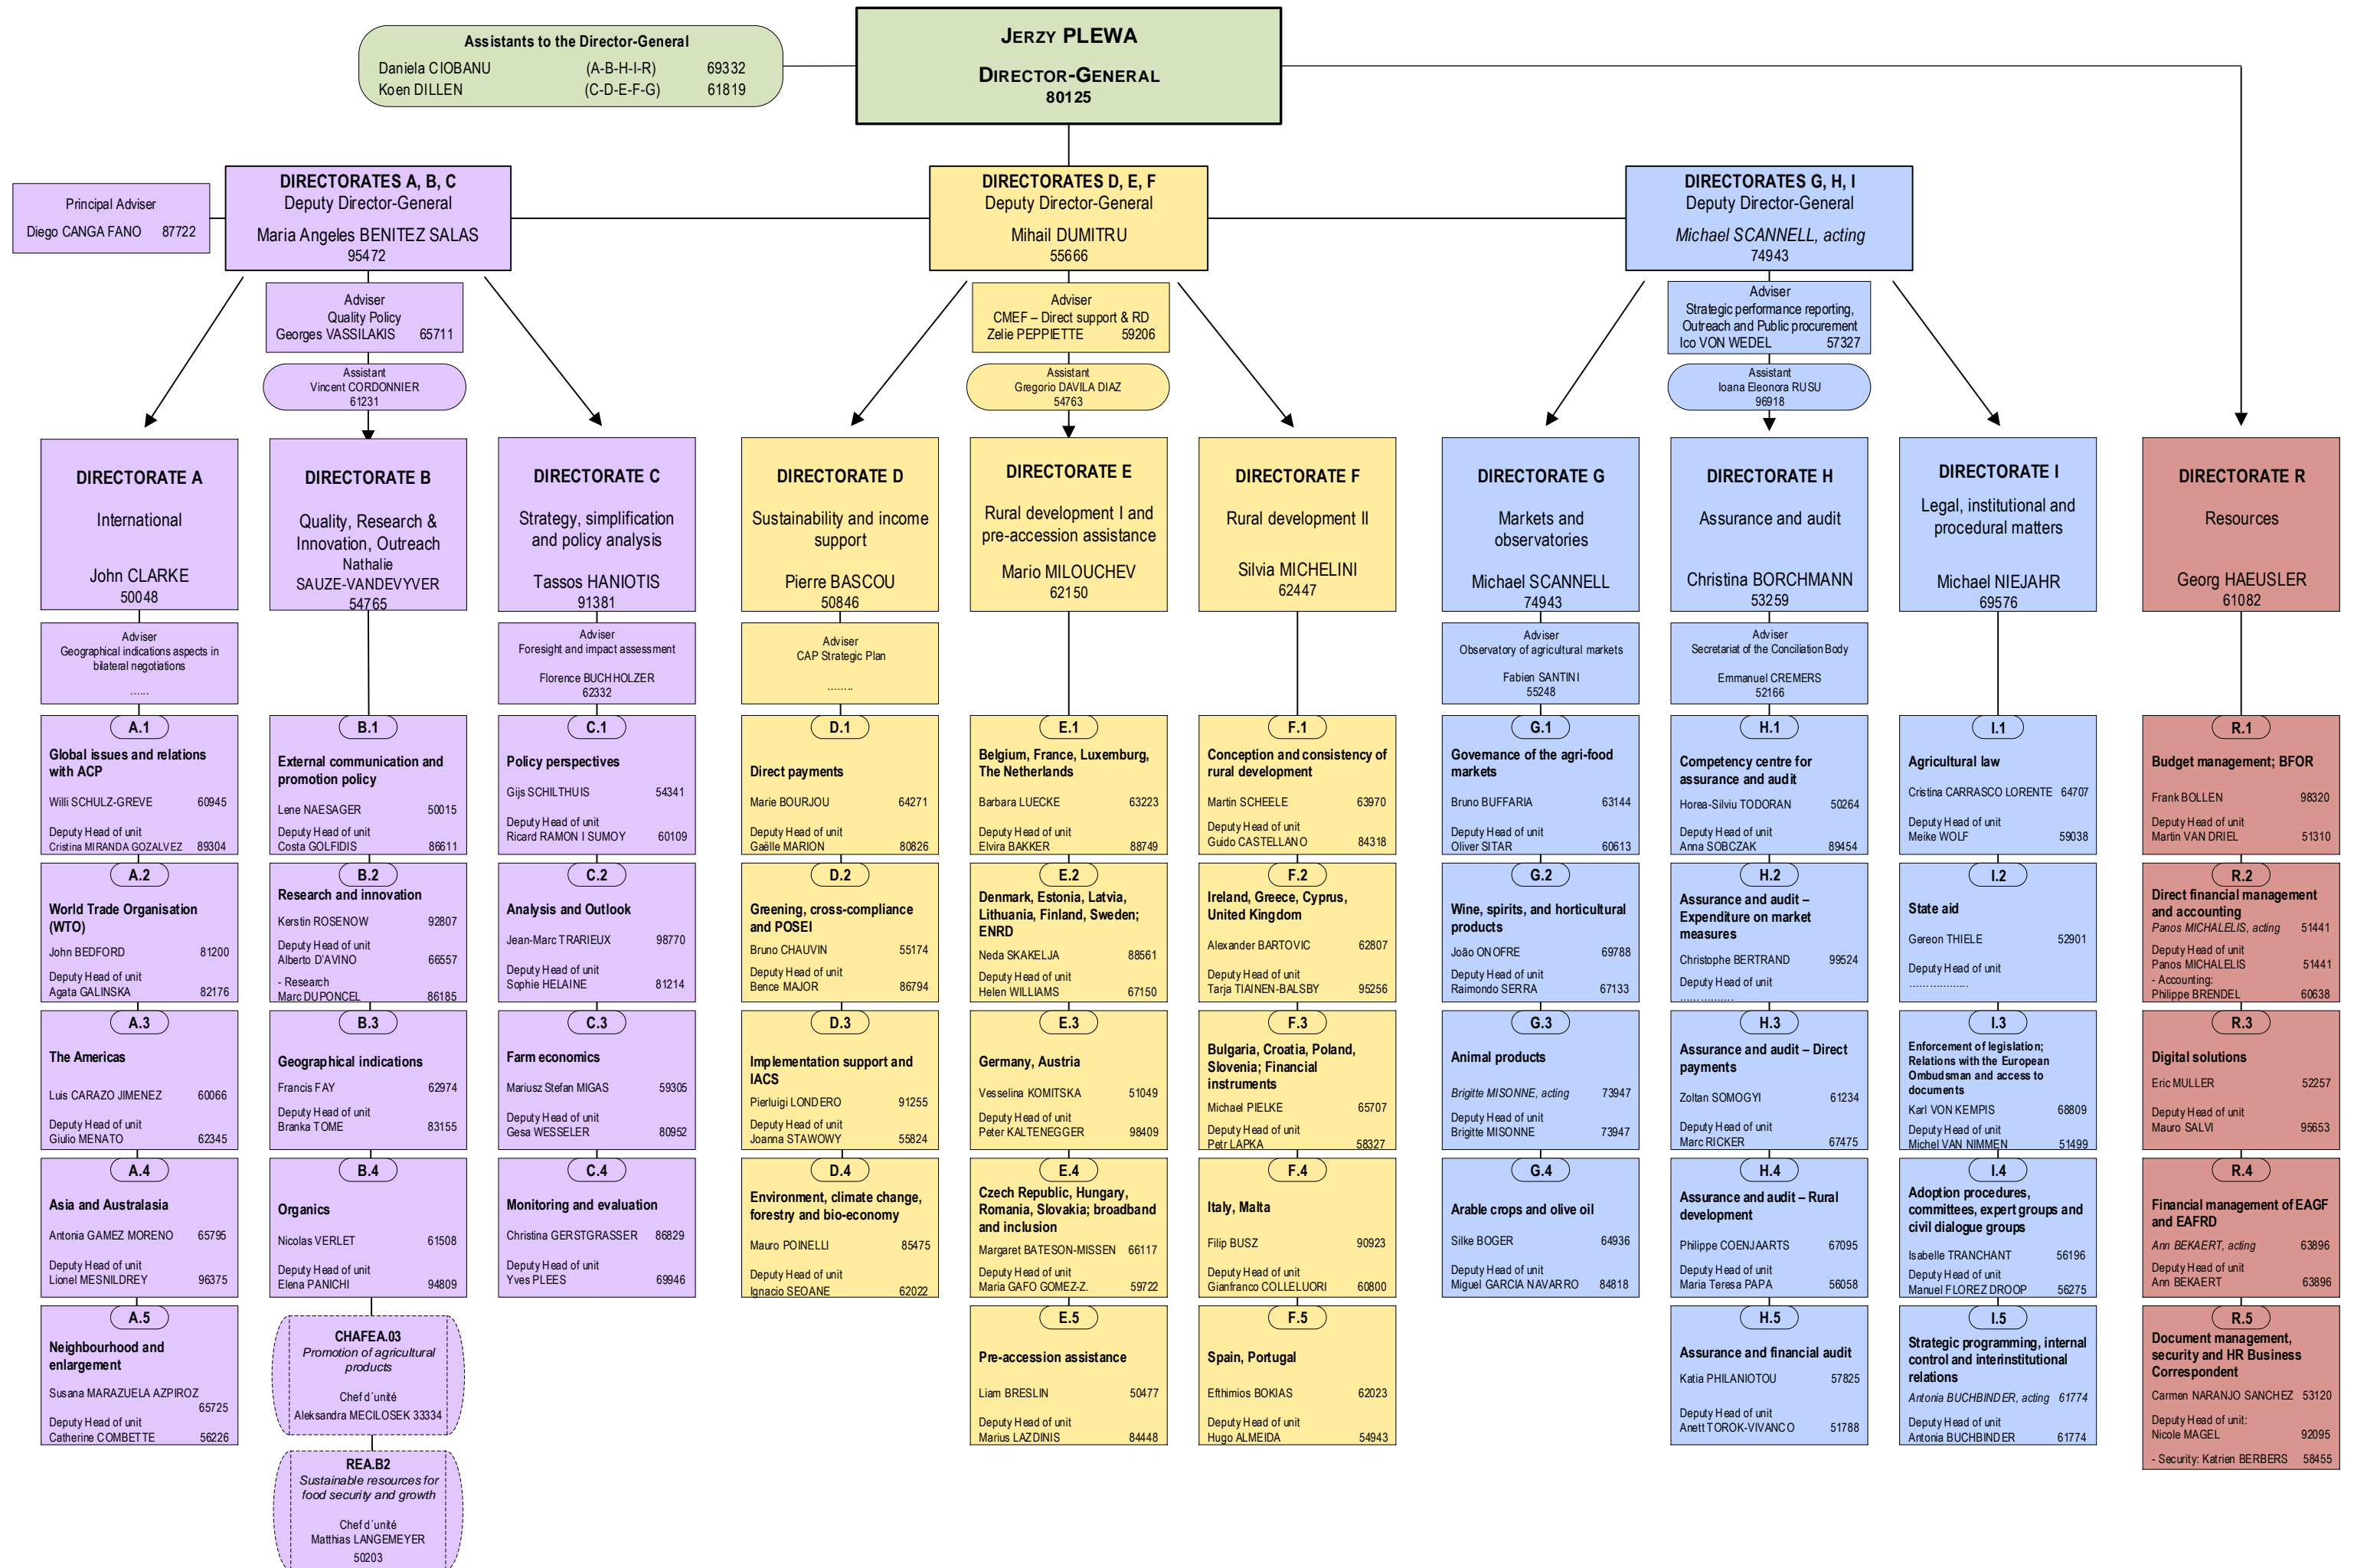 Assistants to the Director-General
Daniela CIOBANU (A-B-H-I-R) 69332
Koen DILLEN (C-D-E-F-G) 61819
JERZY PLEWA
DIRECTOR-GENERAL
80125
Principal Adviser
Diego CANGA FANO 87722
DIRECTORATES A, B, C
Deputy Director-General
Maria Angeles BENITEZ SALAS
95472
DIRECTORATES D, E, F
Deputy Director-General
Mihail DUMITRU
55666
DIRECTORATES G, H, I
Deputy Director-General
Michael SCANNELL, acting
74943
Adviser
Quality Policy
Georges VASSILAKIS 65711
Assistant
Vincent CORDONNIER
61231
Adviser
CMEF – Direct support & RD
Zelie PEPPIETTE 59206
Assistant
Gregorio DAVILA DIAZ
54763
Adviser
Strategic performance reporting,
Outreach and Public procurement
Ico VON WEDEL 57327
Assistant
Ioana Eleonora RUSU
96918
DIRECTORATE A
International
John CLARKE
50048
Adviser
Geographical indications aspects in
bilateral negotiations
......
A.1
Global issues and relations
with ACP
Willi SCHULZ-GREVE 60945
Deputy Head of unit
Cristina MIRANDA GOZALVEZ 89304
A.2
World Trade Organisation
(WTO)
John BEDFORD 81200
Deputy Head of unit
Agata GALINSKA 82176
A.3
The Americas
Luis CARAZO JIMENEZ 60066
Deputy Head of unit
Giulio MENATO 62345
A.4
Asia and Australasia
Antonia GAMEZ MORENO 65795
Deputy Head of unit
Lionel MESNILDREY 96375
A.5
Neighbourhood and
enlargement
Susana MARAZUELA AZPIROZ
65725
Deputy Head of unit
Catherine COMBETTE 56226
DIRECTORATE B
Quality, Research &
Innovation, Outreach
Nathalie
SAUZE-VANDEVYVER
54765
B.1
External communication and
promotion policy
Lene NAESAGER 50015
Deputy Head of unit
Costa GOLFIDIS 86611
B.2
Research and innovation
Kerstin ROSENOW 92807
Deputy Head of unit
Alberto D'AVINO 66557
- Research
Marc DUPONCEL 86185
B.3
Geographical indications
Francis FAY 62974
Deputy Head of unit
Branka TOME 83155
B.4
Organics
Nicolas VERLET 61508
Deputy Head of unit
Elena PANICHI 94809
CHAFEA.03
Promotion of agricultural
products
Chef d´unité
Aleksandra MECILOSEK 33334
REA.B2
Sustainable resources for
food security and growth
Chef d´unité
Matthias LANGEMEYER
50203
DIRECTORATE C
Strategy, simplification
and policy analysis
Tassos HANIOTIS
91381
Adviser
Foresight and impact assessment
Florence BUCHHOLZER
62332
C.1
Policy perspectives
Gijs SCHILTHUIS 54341
Deputy Head of unit
Ricard RAMON I SUMOY 60109
C.2
Analysis and Outlook
Jean-Marc TRARIEUX 98770
Deputy Head of unit
Sophie HELAINE 81214
C.3
Farm economics
Mariusz Stefan MIGAS 59305
Deputy Head of unit
Gesa WESSELER 80952
C.4
Monitoring and evaluation
Christina GERSTGRASSER 86829
Deputy Head of unit
Yves PLEES 69946
DIRECTORATE D
Sustainability and income
support
Pierre BASCOU
50846
Adviser
CAP Strategic Plan
........
D.1
Direct payments
Marie BOURJOU 64271
Deputy Head of unit
Gaëlle MARION 80826
D.2
Greening, cross-compliance
and POSEI
Bruno CHAUVIN 55174
Deputy Head of unit
Bence MAJOR 86794
D.3
Implementation support and
IACS
Pierluigi LONDERO 91255
Deputy Head of unit
Joanna STAWOWY 55824
D.4
Environment, climate change,
forestry and bio-economy
Mauro POINELLI 85475
Deputy Head of unit
Ignacio SEOANE 62022
DIRECTORATE E
Rural development I and
pre-accession assistance
Mario MILOUCHEV
62150
E.1
Belgium, France, Luxemburg,
The Netherlands
Barbara LUECKE 63223
Deputy Head of unit
Elvira BAKKER 88749
E.2
Denmark, Estonia, Latvia,
Lithuania, Finland, Sweden;
ENRD
Neda SKAKELJA 88561
Deputy Head of unit
Helen WILLIAMS 67150
E.3
Germany, Austria
Vesselina KOMITSKA 51049
Deputy Head of unit
Peter KALTENEGGER 98409
E.4
Czech Republic, Hungary,
Romania, Slovakia; broadband
and inclusion
Margaret BATESON-MISSEN 66117
Deputy Head of unit
Maria GAFO GOMEZ-Z. 59722
E.5
Pre-accession assistance
Liam BRESLIN 50477
Deputy Head of unit
Marius LAZDINIS 84448
DIRECTORATE F
Rural development II
Silvia MICHELINI
62447
F.1
Conception and consistency of
rural development
Martin SCHEELE 63970
Deputy Head of unit
Guido CASTELLANO 84318
F.2
Ireland, Greece, Cyprus,
United Kingdom
Alexander BARTOVIC 62807
Deputy Head of unit
Tarja TIAINEN-BALSBY 95256
F.3
Bulgaria, Croatia, Poland,
Slovenia; Financial
instruments
Michael PIELKE 65707
Deputy Head of unit
Petr LAPKA 58327
F.4
Italy, Malta
Filip BUSZ 90923
Deputy Head of unit
Gianfranco COLLELUORI 60800
F.5
Spain, Portugal
Efthimios BOKIAS 62023
Deputy Head of unit
Hugo ALMEIDA 54943
DIRECTORATE G
Markets and
observatories
Michael SCANNELL
74943
Adviser
Observatory of agricultural markets
Fabien SANTINI
55248
G.1
Governance of the agri-food
markets
Bruno BUFFARIA 63144
Deputy Head of unit
Oliver SITAR 60613
G.2
Wine, spirits, and horticultural
products
João ONOFRE 69788
Deputy Head of unit
Raimondo SERRA 67133
G.3
Animal products
Brigitte MISONNE, acting 73947
Deputy Head of unit
Brigitte MISONNE 73947
G.4
Arable crops and olive oil
Silke BOGER 64936
Deputy Head of unit
Miguel GARCIA NAVARRO 84818
DIRECTORATE H
Assurance and audit
Christina BORCHMANN
53259
Adviser
Secretariat of the Conciliation Body
Emmanuel CREMERS
52166
H.1
Competency centre for
assurance and audit
Horea-Silviu TODORAN 50264
Deputy Head of unit
Anna SOBCZAK 89454
H.2
Assurance and audit –
Expenditure on market
measures
Christophe BERTRAND 99524
Deputy Head of unit
................
H.3
Assurance and audit – Direct
payments
Zoltan SOMOGYI 61234
Deputy Head of unit
Marc RICKER 67475
H.4
Assurance and audit – Rural
development
Philippe COENJAARTS 67095
Deputy Head of unit
Maria Teresa PAPA 56058
H.5
Assurance and financial audit
Katia PHILANIOTOU 57825
Deputy Head of unit
Anett TOROK-VIVANCO 51788
DIRECTORATE I
Legal, institutional and
procedural matters
Michael NIEJAHR
69576
I.1
Agricultural law
Cristina CARRASCO LORENTE 64707
Deputy Head of unit
Meike WOLF 59038
I.2
State aid
Gereon THIELE 52901
Deputy Head of unit
.................
I.3
Enforcement of legislation;
Relations with the European
Ombudsman and access to
documents
Karl VON KEMPIS 68809
Deputy Head of unit
Michel VAN NIMMEN 51499
I.4
Adoption procedures,
committees, expert groups and
civil dialogue groups
Isabelle TRANCHANT 56196
Deputy Head of unit
Manuel FLOREZ DROOP 56275
I.5
Strategic programming, internal
control and interinstitutional
relations
Antonia BUCHBINDER, acting 61774
Deputy Head of unit
Antonia BUCHBINDER 61774
DIRECTORATE R
Resources
Georg HAEUSLER
61082
R.1
Budget management; BFOR
Frank BOLLEN 98320
Deputy Head of unit
Martin VAN DRIEL 51310
R.2
Direct financial management
and accounting
Panos MICHALELIS, acting 51441
Deputy Head of unit
Panos MICHALELIS 51441
- Accounting:
Philippe BRENDEL 60638
R.3
Digital solutions
Eric MULLER 52257
Deputy Head of unit
Mauro SALVI 95653
R.4
Financial management of EAGF
and EAFRD
Ann BEKAERT, acting 63896
Deputy Head of unit
Ann BEKAERT 63896
R.5
Document management,
security and HR Business
Correspondent
Carmen NARANJO SANCHEZ 53120
Deputy Head of unit:
Nicole MAGEL 92095
- Security: Katrien BERBERS 58455